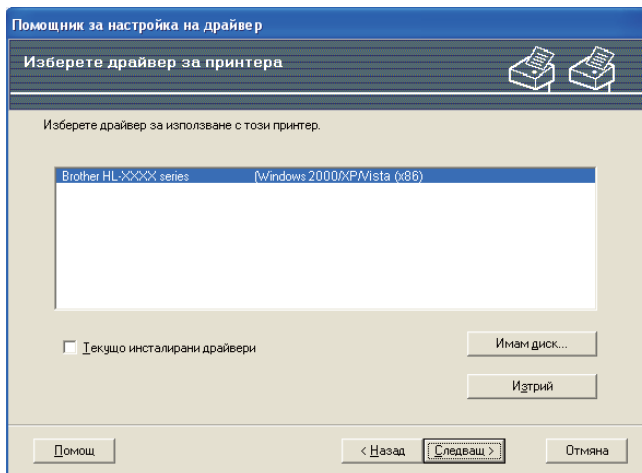 Помощник за настройка на драйвер
Изберете драйвер за принтера
Изберете драйвер за използване с този принтер.
Brother HL-XXXX series (Windows 2000/XP/Vista (x86)
Текущо инсталирани драйвери
Имам диск...
Изтрий
Помощ < Назад Следващ > Отмяна